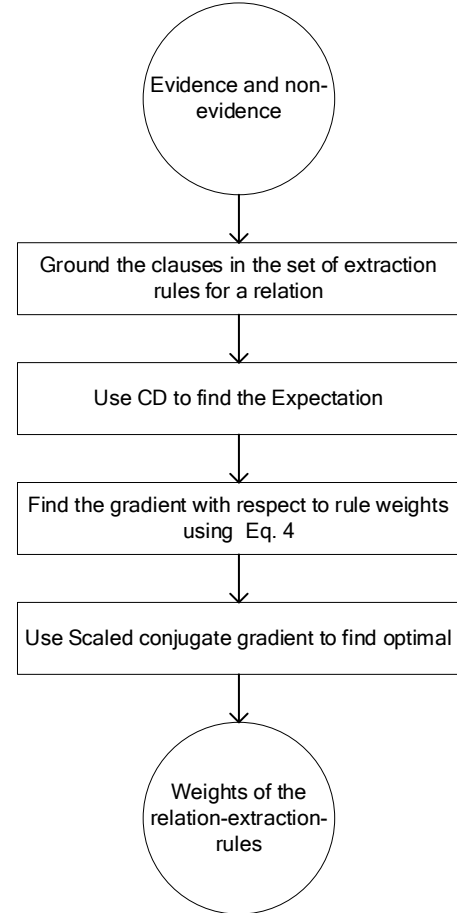 Evidence and non-
evidence
Ground the clauses in the set of extraction
rules for a relation
Use CD to find the Expectation
Find the gradient with respect to rule weights
using Eq. 4
Use Scaled conjugate gradient to find optimal
Weights of the
relation-extraction-
rules